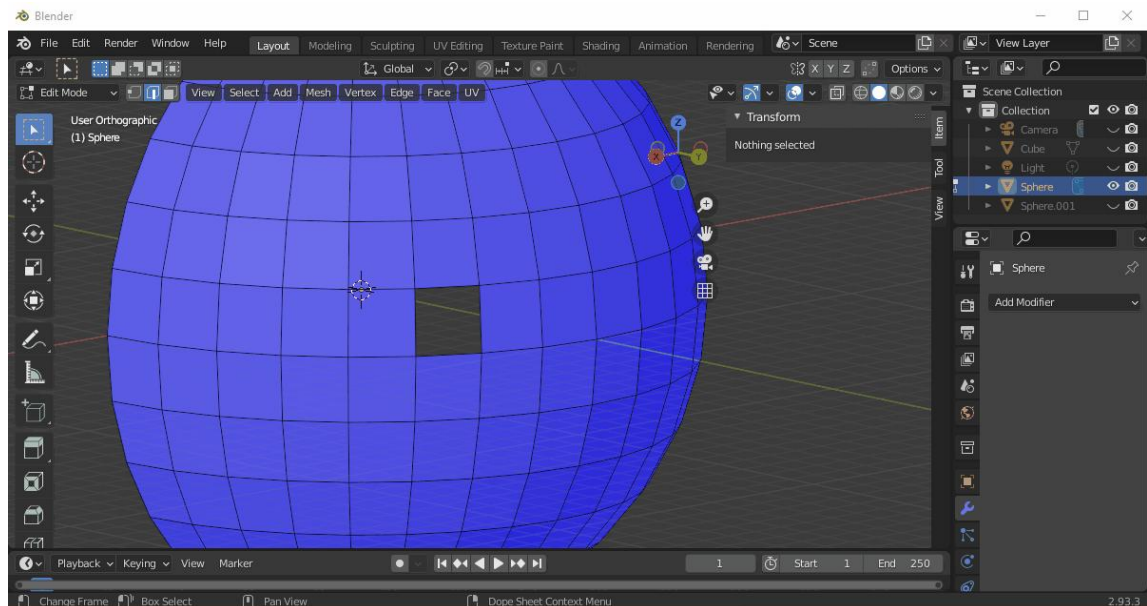 Blender
File Edit Render Window Help Layout Modeling Sculpting UV Editing Texture Paint Shading Animation Rendering Scene View Layer
Global X Y Z Options
Edit Mode View Select Add Mesh Vertex Edge Face UV
User Orthographic
(1) Sphere
Z
X
Y
Transform
Nothing selected
Item
Tool
View
Scene Collection
Collection
Camera
Cube
Light
Sphere
Sphere.001
Sphere
Add Modifier
Playback Keying View Marker 1 Start 1 End 250
Change Frame Box Select Pan View Dope Sheet Context Menu 2.93.3